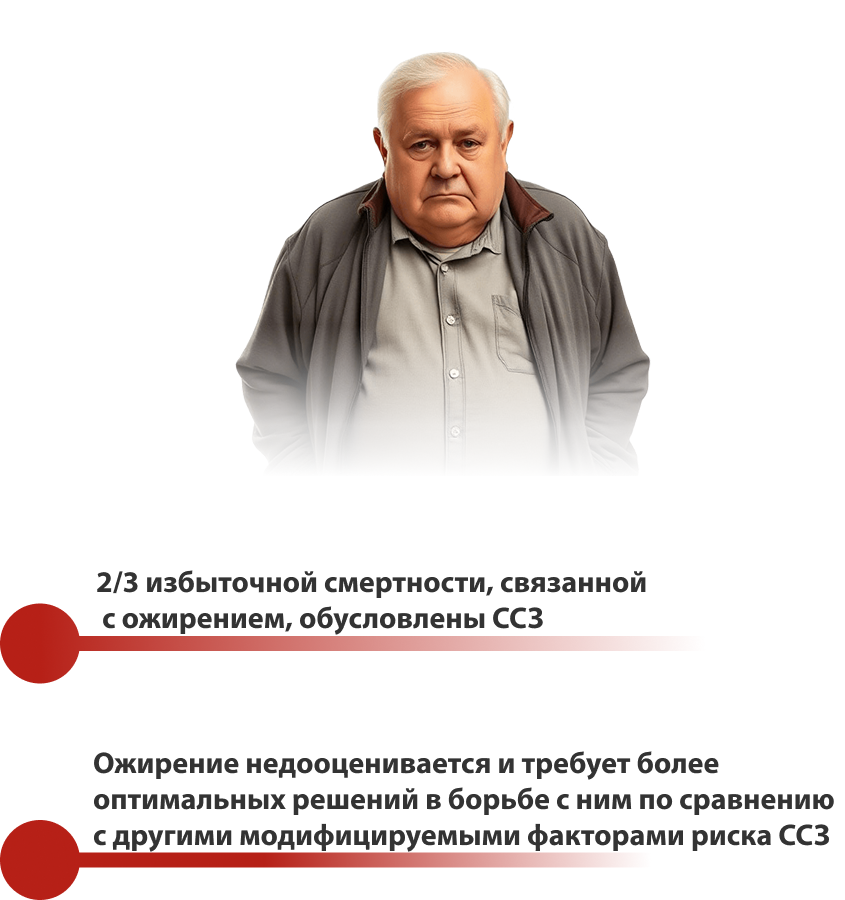 2/3 избыточной смертности, связанной
с ожирением, обусловлены ССЗ
Ожирение недооценивается и требует более
оптимальных решений в борьбе с ним по сравнению
с другими модифицируемыми факторами риска ССЗ